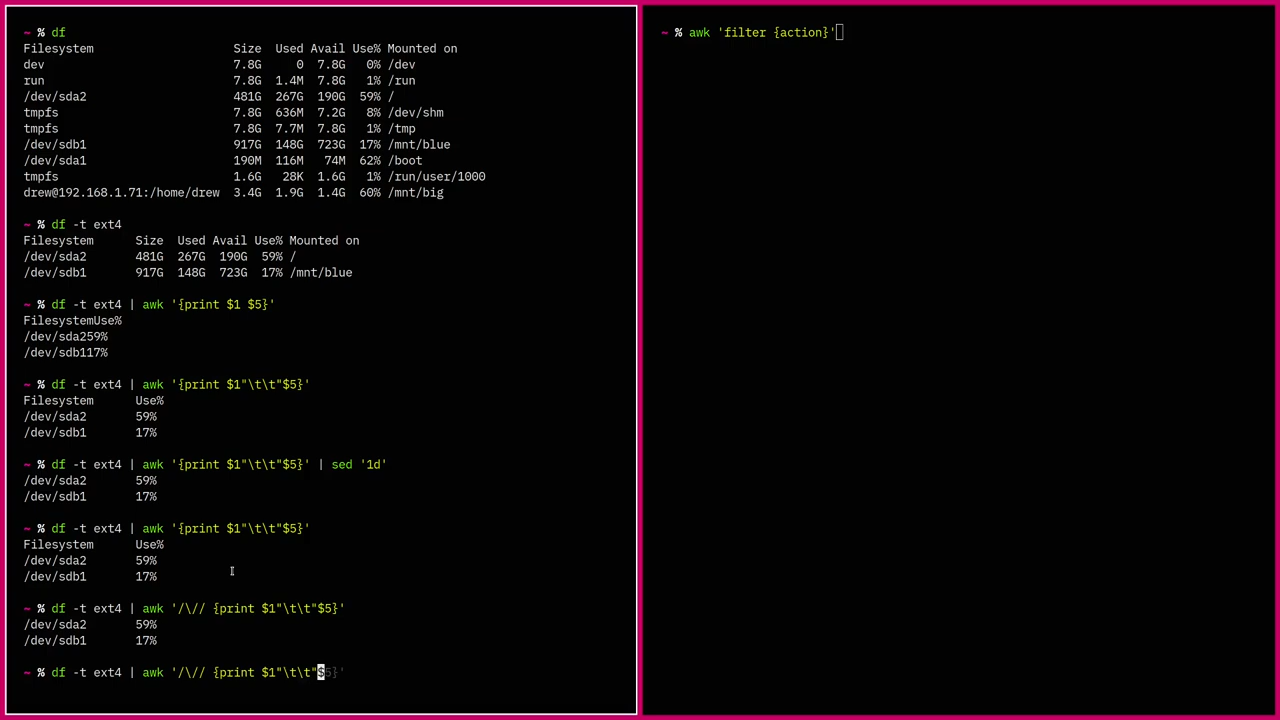 ~ % df
Filesystem                    Size  Used Avail Use% Mounted on
dev                           7.8G     0  7.8G   0% /dev
run                           7.8G  1.4M  7.8G   1% /run
/dev/sda2                     481G  267G  190G  59% /
tmpfs                         7.8G  636M  7.2G   8% /dev/shm
tmpfs                         7.8G  7.7M  7.8G   1% /tmp
/dev/sdb1                     917G  148G  723G  17% /mnt/blue
/dev/sda1                     190M  116M   74M  62% /boot
tmpfs                         1.6G   28K  1.6G   1% /run/user/1000
drew@192.168.1.71:/home/drew  3.4G  1.9G  1.4G  60% /mnt/big
~ % df -t ext4
Filesystem      Size  Used Avail Use% Mounted on
/dev/sda2       481G  267G  190G  59% /
/dev/sdb1       917G  148G  723G  17% /mnt/blue
~ % df -t ext4 | awk '{print $1 $5}'
FilesystemUse%
/dev/sda259%
/dev/sdb117%
~ % df -t ext4 | awk '{print $1"\t\t"$5}'
Filesystem      Use%
/dev/sda2       59%
/dev/sdb1       17%
~ % df -t ext4 | awk '{print $1"\t\t"$5}' | sed '1d'
/dev/sda2       59%
/dev/sdb1       17%
~ % df -t ext4 | awk '{print $1"\t\t"$5}'
Filesystem      Use%
/dev/sda2       59%
/dev/sdb1       17%
~ % df -t ext4 | awk '/\// {print $1"\t\t"$5}'
/dev/sda2       59%
/dev/sdb1       17%
~ % df -t ext4 | awk '/\// {print $1"\t\t"$5}'
~ % awk 'filter {action}'